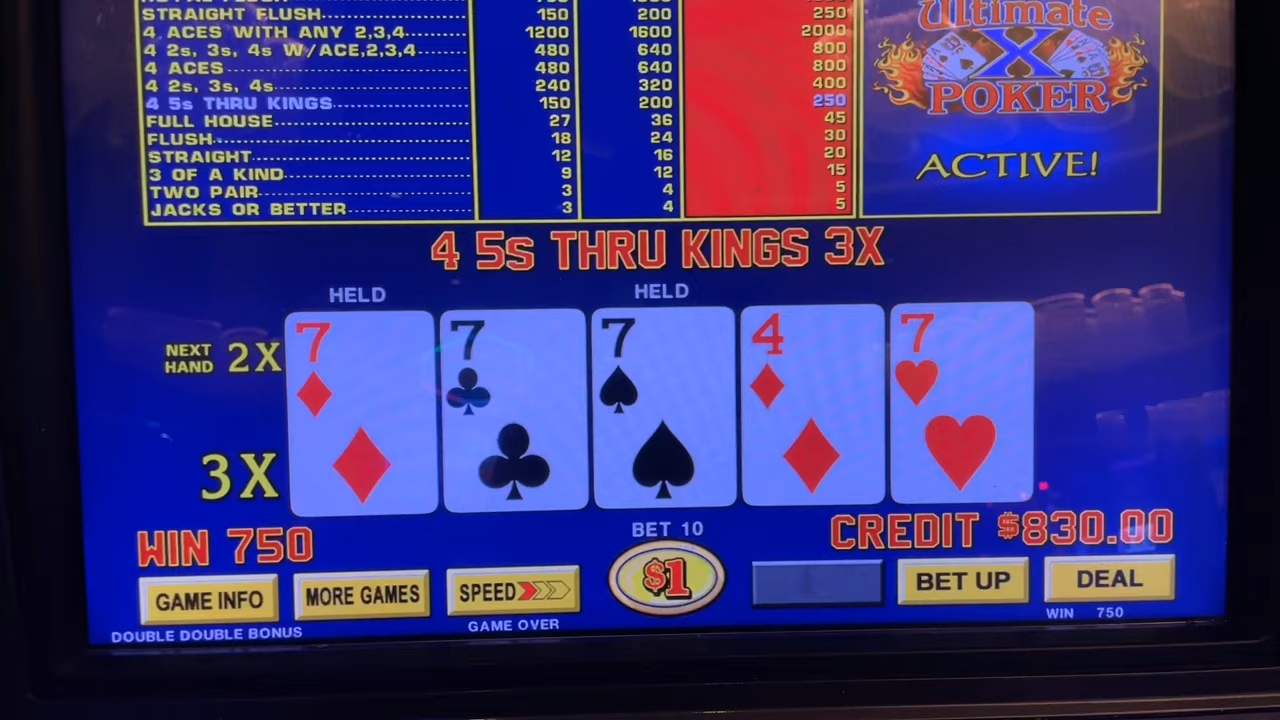 STRAIGHT FLUSH 150 200 250
4 ACES WITH ANY 2,3,4 1200 1600 2000
4 2s, 3s, 4s W/ACE,2,3,4 480 640 800
4 ACES 480 640 800
4 2s, 3s, 4s 240 320 400
4 5s THRU KINGS 150 200 250
FULL HOUSE 27 36 45
FLUSH 18 24 30
STRAIGHT 12 16 20
3 OF A KIND 9 12 15
TWO PAIR 3 4 5
JACKS OR BETTER 3 4 5
Ultimate
X
POKER
ACTIVE!
4 5s THRU KINGS 3X
HELD HELD
7 7 7 4 7
NEXT
HAND 2X
3X
WIN 750
BET 10
CREDIT $830.00
GAME INFO
MORE GAMES
SPEED
$1
BET UP
DEAL
DOUBLE DOUBLE BONUS
GAME OVER
WIN 750